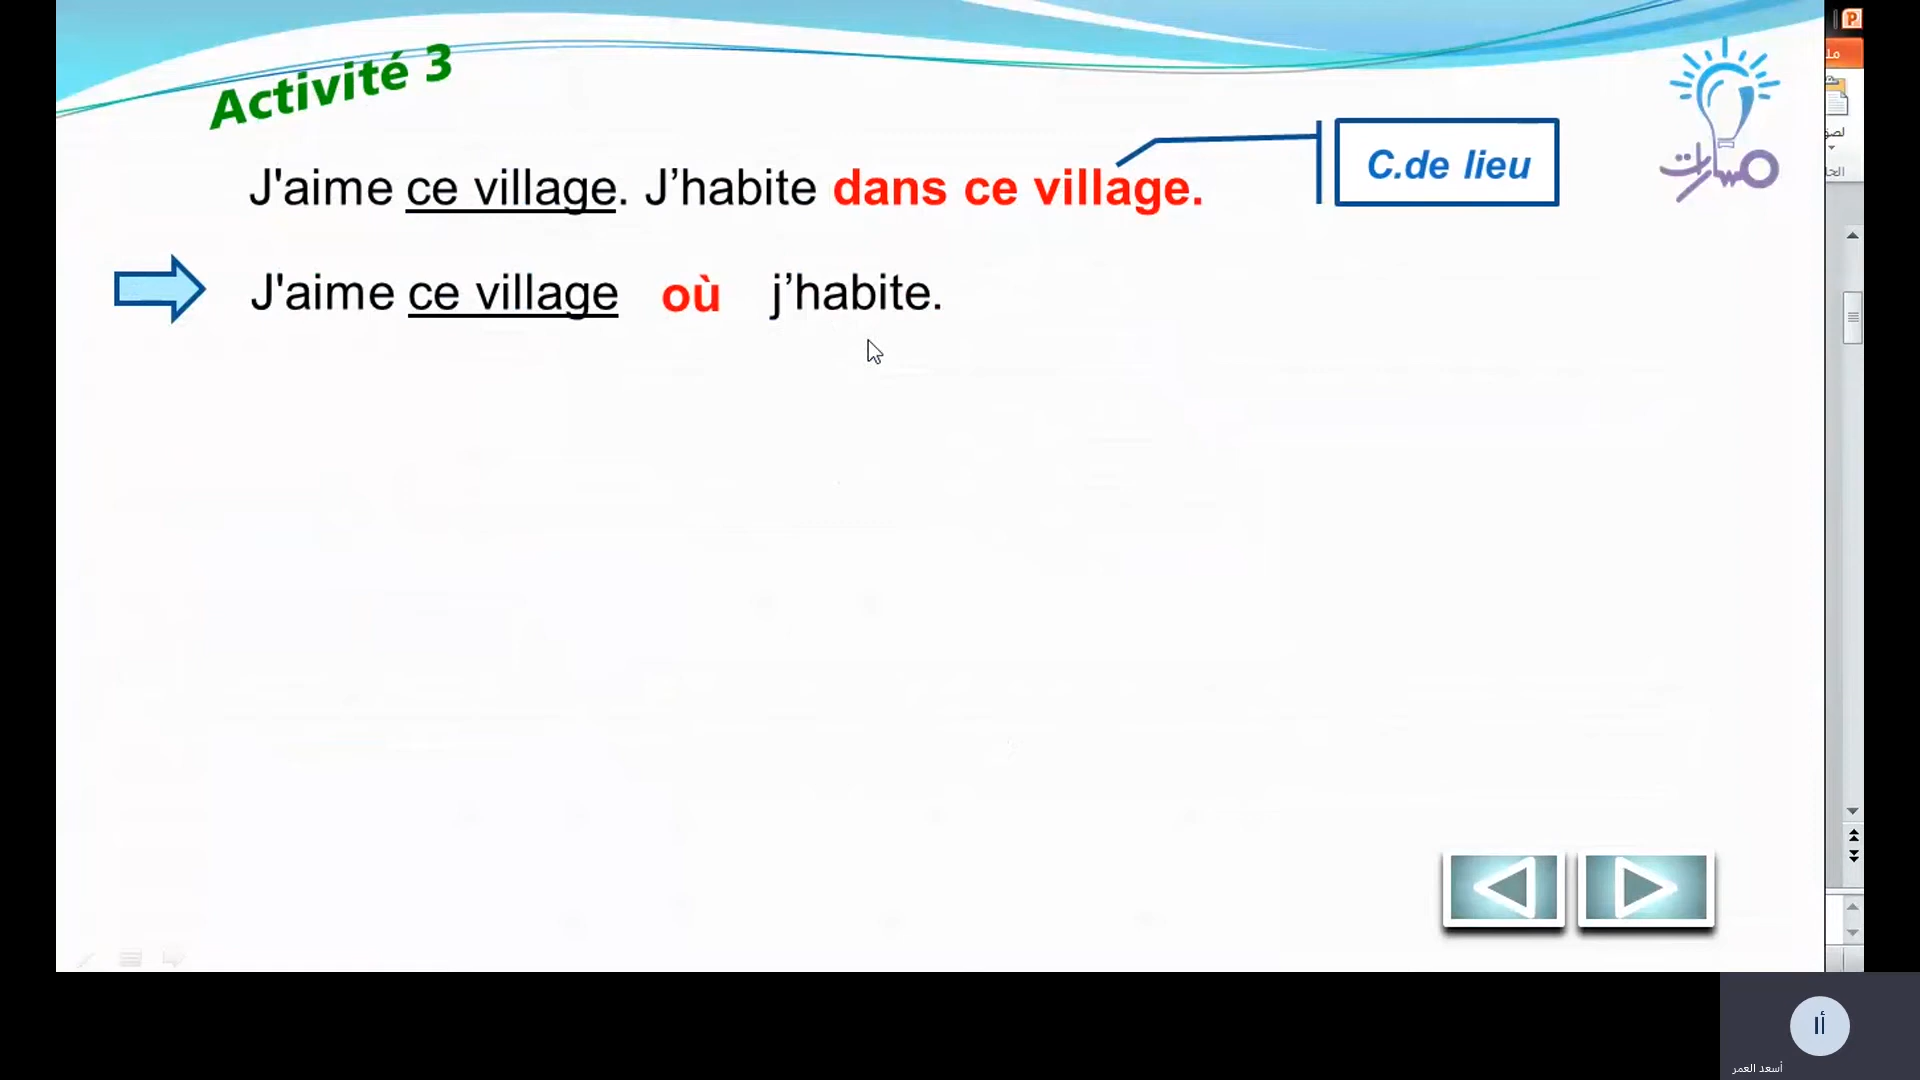 Activité 3
J'aime ce village. J’habite dans ce village.
C.de lieu
مسارات
J'aime ce village où j’habite.
أا
أسعد العمر